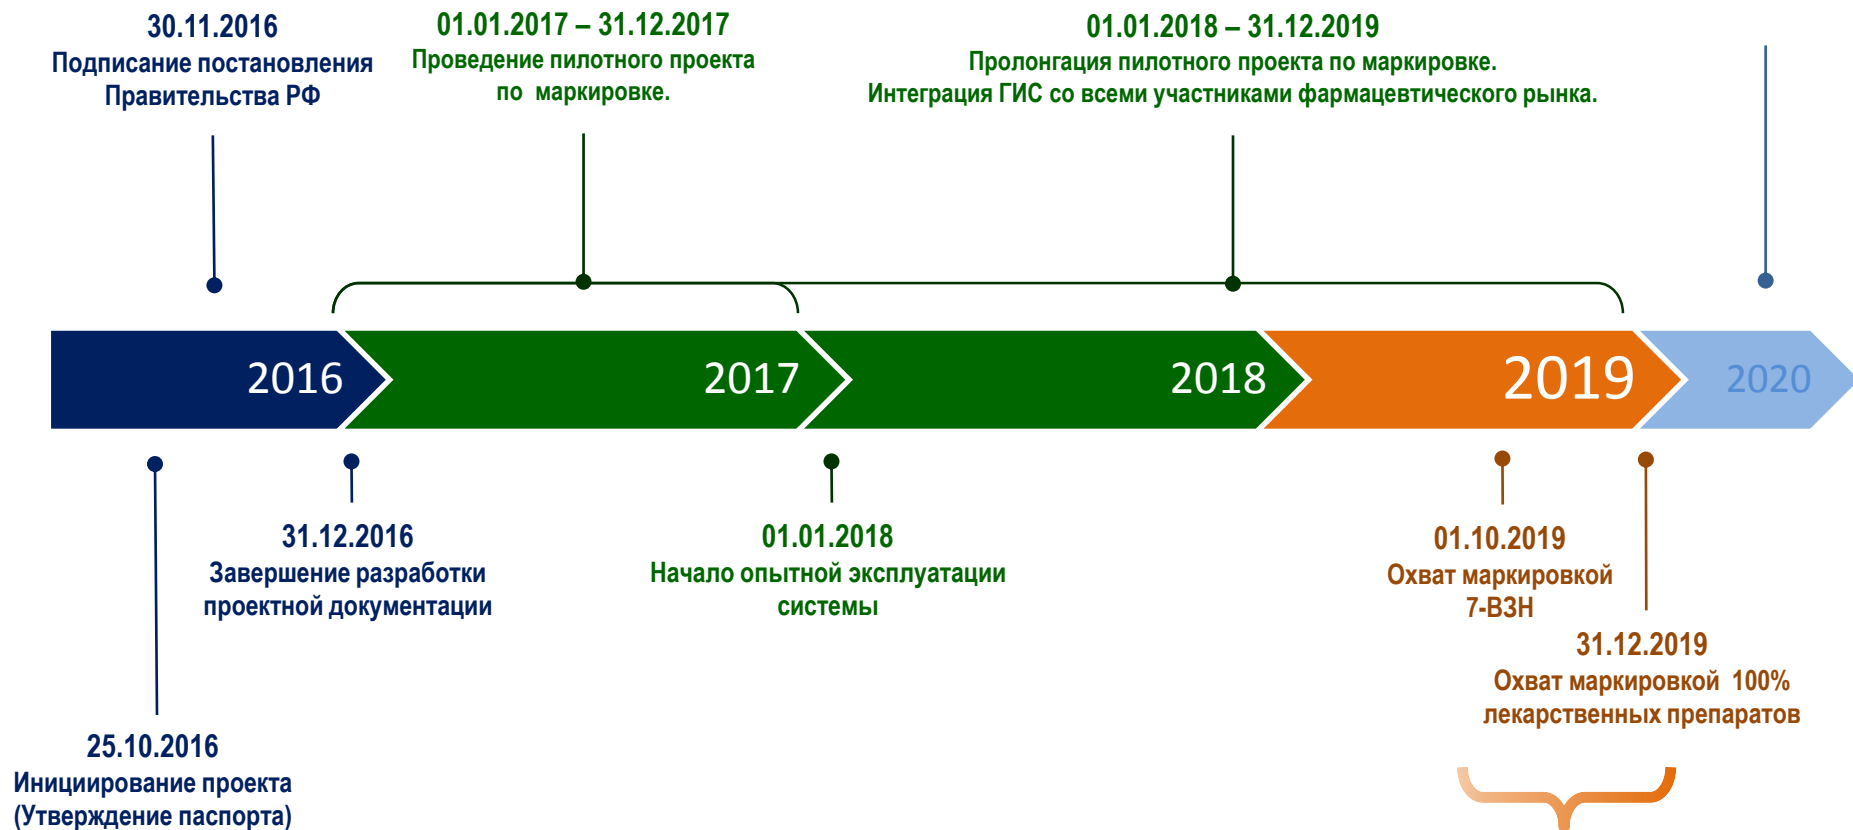 30.11.2016
Подписание постановления
Правительства РФ
01.01.2017 – 31.12.2017
Проведение пилотного проекта
по маркировке.
01.01.2018 – 31.12.2019
Пролонгация пилотного проекта по маркировке.
Интеграция ГИС со всеми участниками фармацевтического рынка.
2016
2017
2018
2019
2020
31.12.2016
Завершение разработки
проектной документации
01.01.2018
Начало опытной эксплуатации
системы
01.10.2019
Охват маркировкой
7-ВЗН
31.12.2019
Охват маркировкой 100%
лекарственных препаратов
25.10.2016
Инициирование проекта
(Утверждение паспорта)